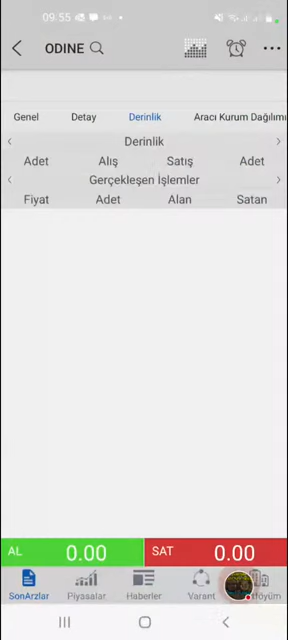 09:55
ODINE
Genel Detay Derinlik Aracı Kurum Dağılımı
Derinlik
Adet Alış Satış Adet
Gerçekleşen İşlemler
Fiyat Adet Alan Satan
AL 0.00 SAT 0.00
SonArzlar Piyasalar Haberler Varant tföyüm